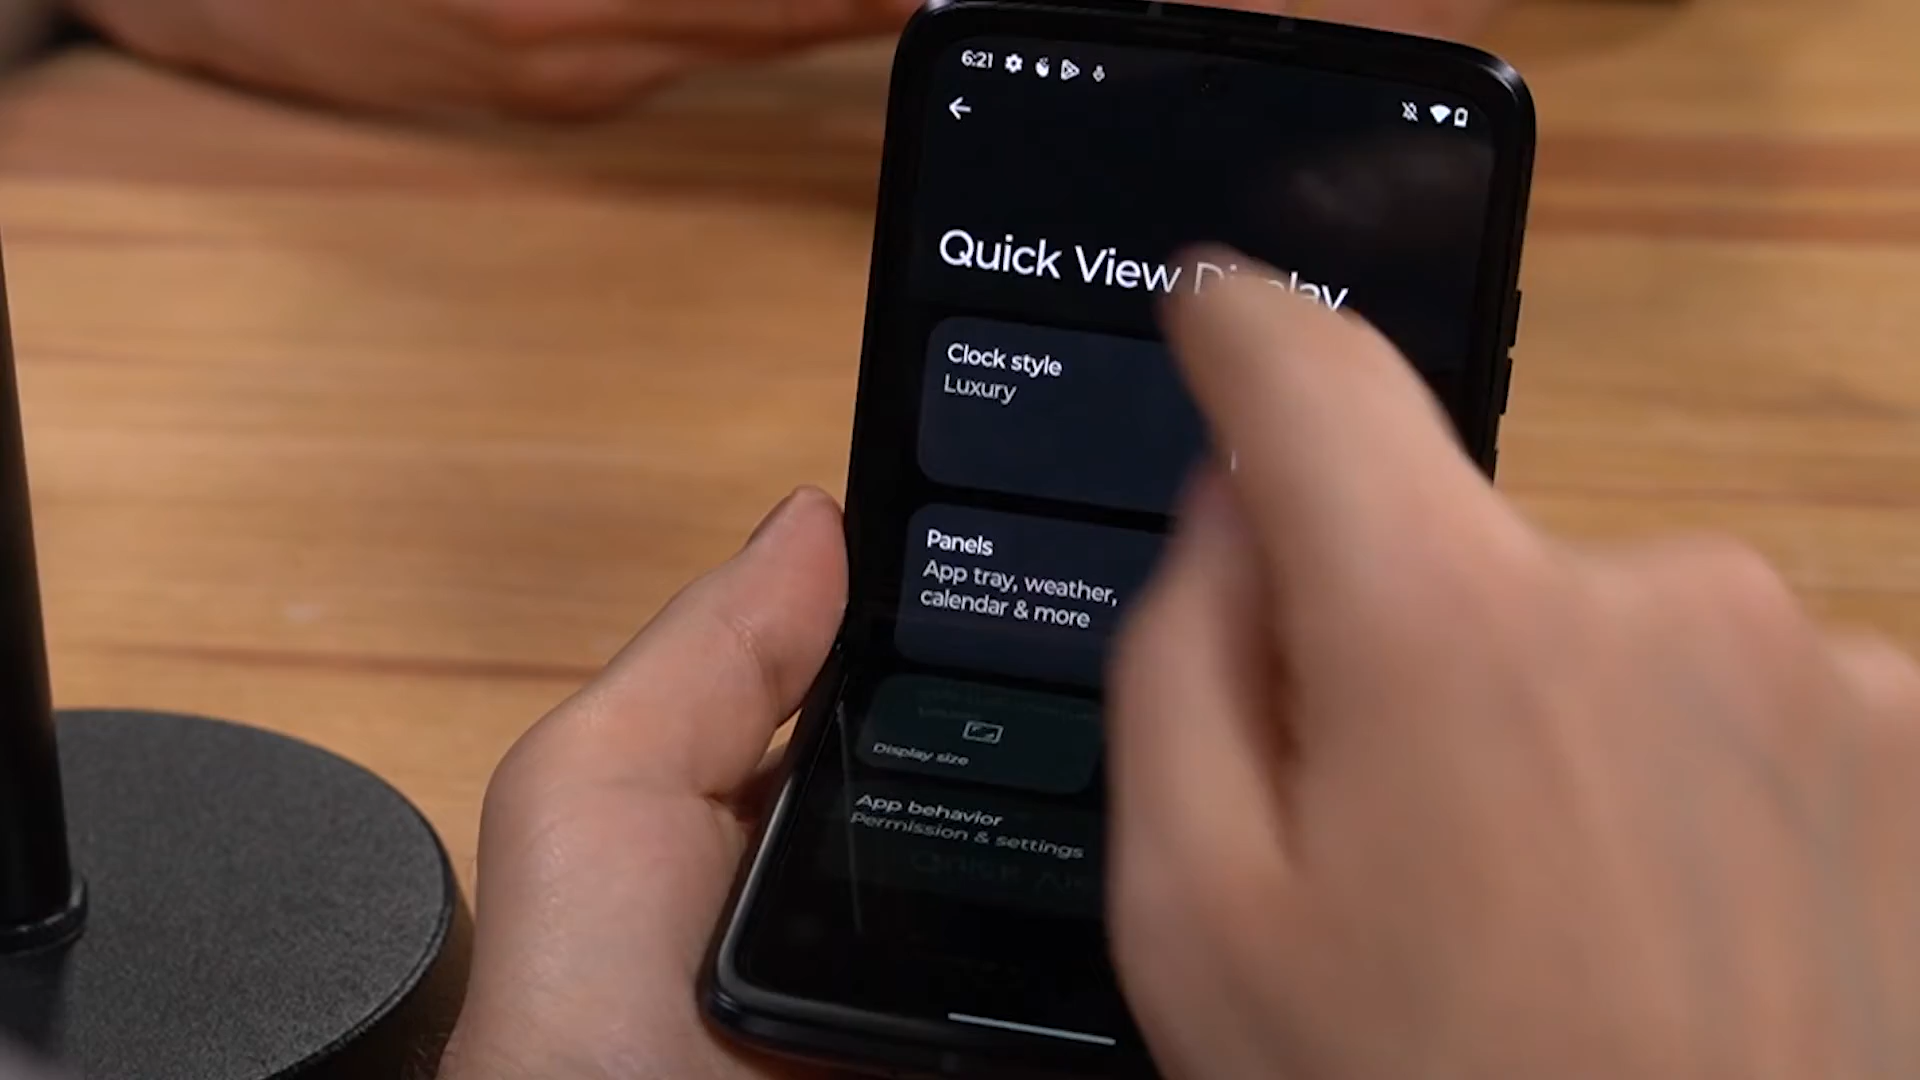 6:21
Quick View Display
Clock style
Luxury
Panels
App tray, weather,
calendar & more
Display size
App behavior
Permission & settings